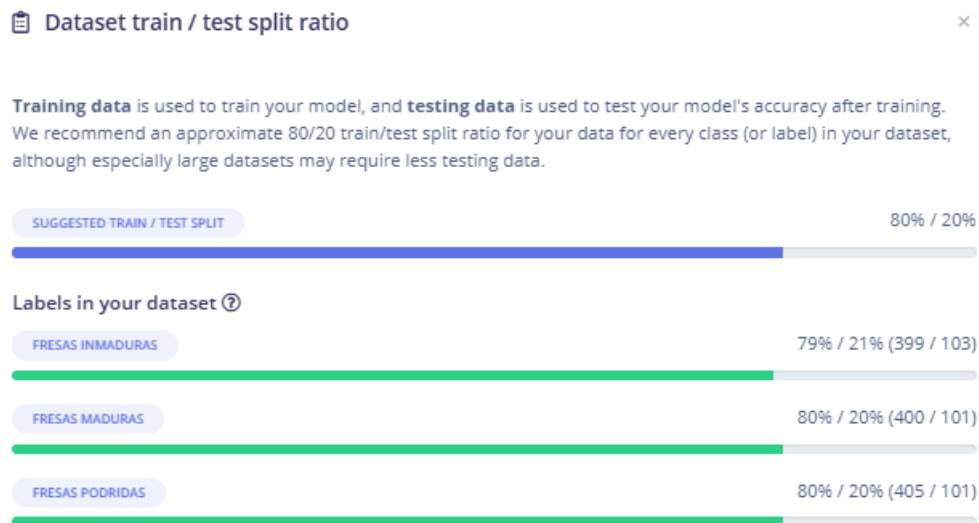 Dataset train / test split ratio
×
Training data is used to train your model, and testing data is used to test your model's accuracy after training.
We recommend an approximate 80/20 train/test split ratio for your data for every class (or label) in your dataset,
although especially large datasets may require less testing data.
SUGGESTED TRAIN / TEST SPLIT
80% / 20%
Labels in your dataset ?
FRESAS INMADURAS
79% / 21% (399 / 103)
FRESAS MADURAS
80% / 20% (400 / 101)
FRESAS PODRIDAS
80% / 20% (405 / 101)